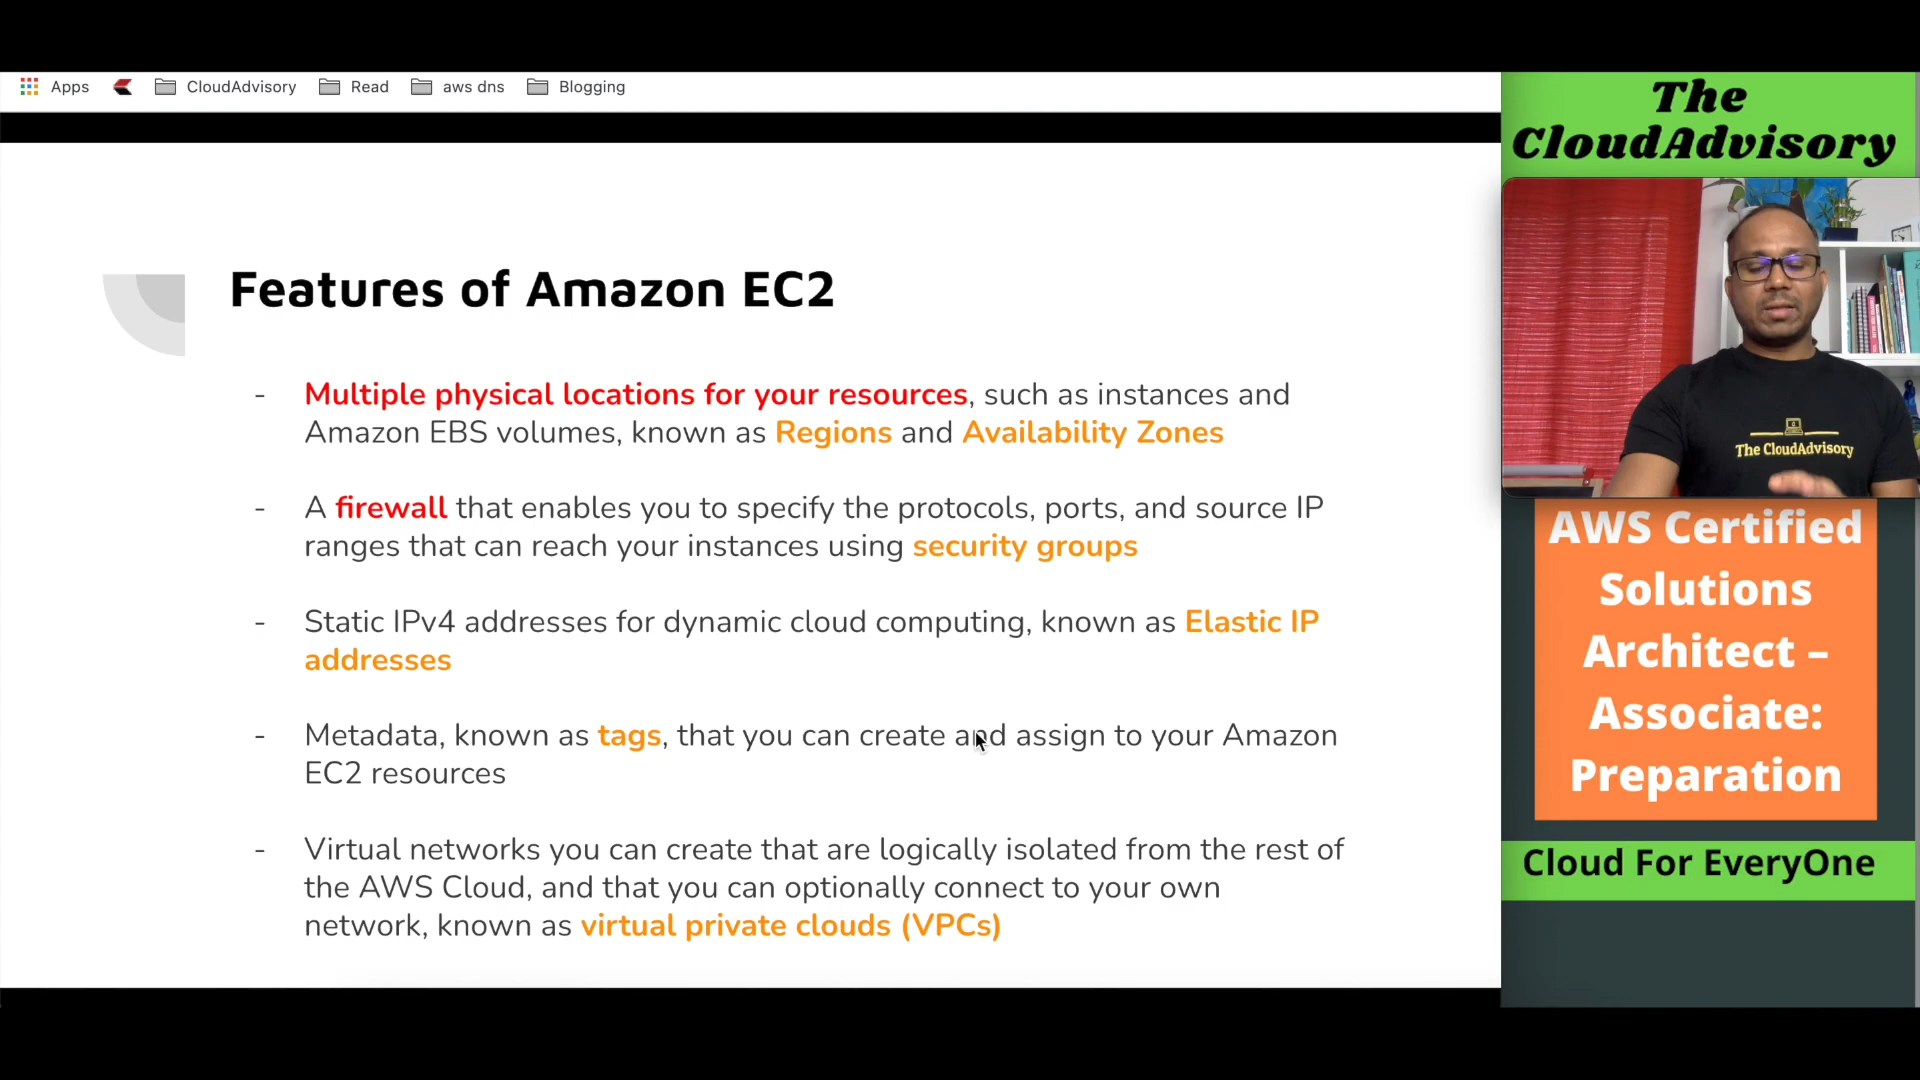 Apps CloudAdvisory Read aws dns Blogging
The
CloudAdvisory
Features of Amazon EC2
- Multiple physical locations for your resources, such as instances and
Amazon EBS volumes, known as Regions and Availability Zones
- A firewall that enables you to specify the protocols, ports, and source IP
ranges that can reach your instances using security groups
- Static IPv4 addresses for dynamic cloud computing, known as Elastic IP
addresses
- Metadata, known as tags, that you can create and assign to your Amazon
EC2 resources
- Virtual networks you can create that are logically isolated from the rest of
the AWS Cloud, and that you can optionally connect to your own
network, known as virtual private clouds (VPCs)
The CloudAdvisory
AWS Certified
Solutions
Architect –
Associate:
Preparation
Cloud For EveryOne